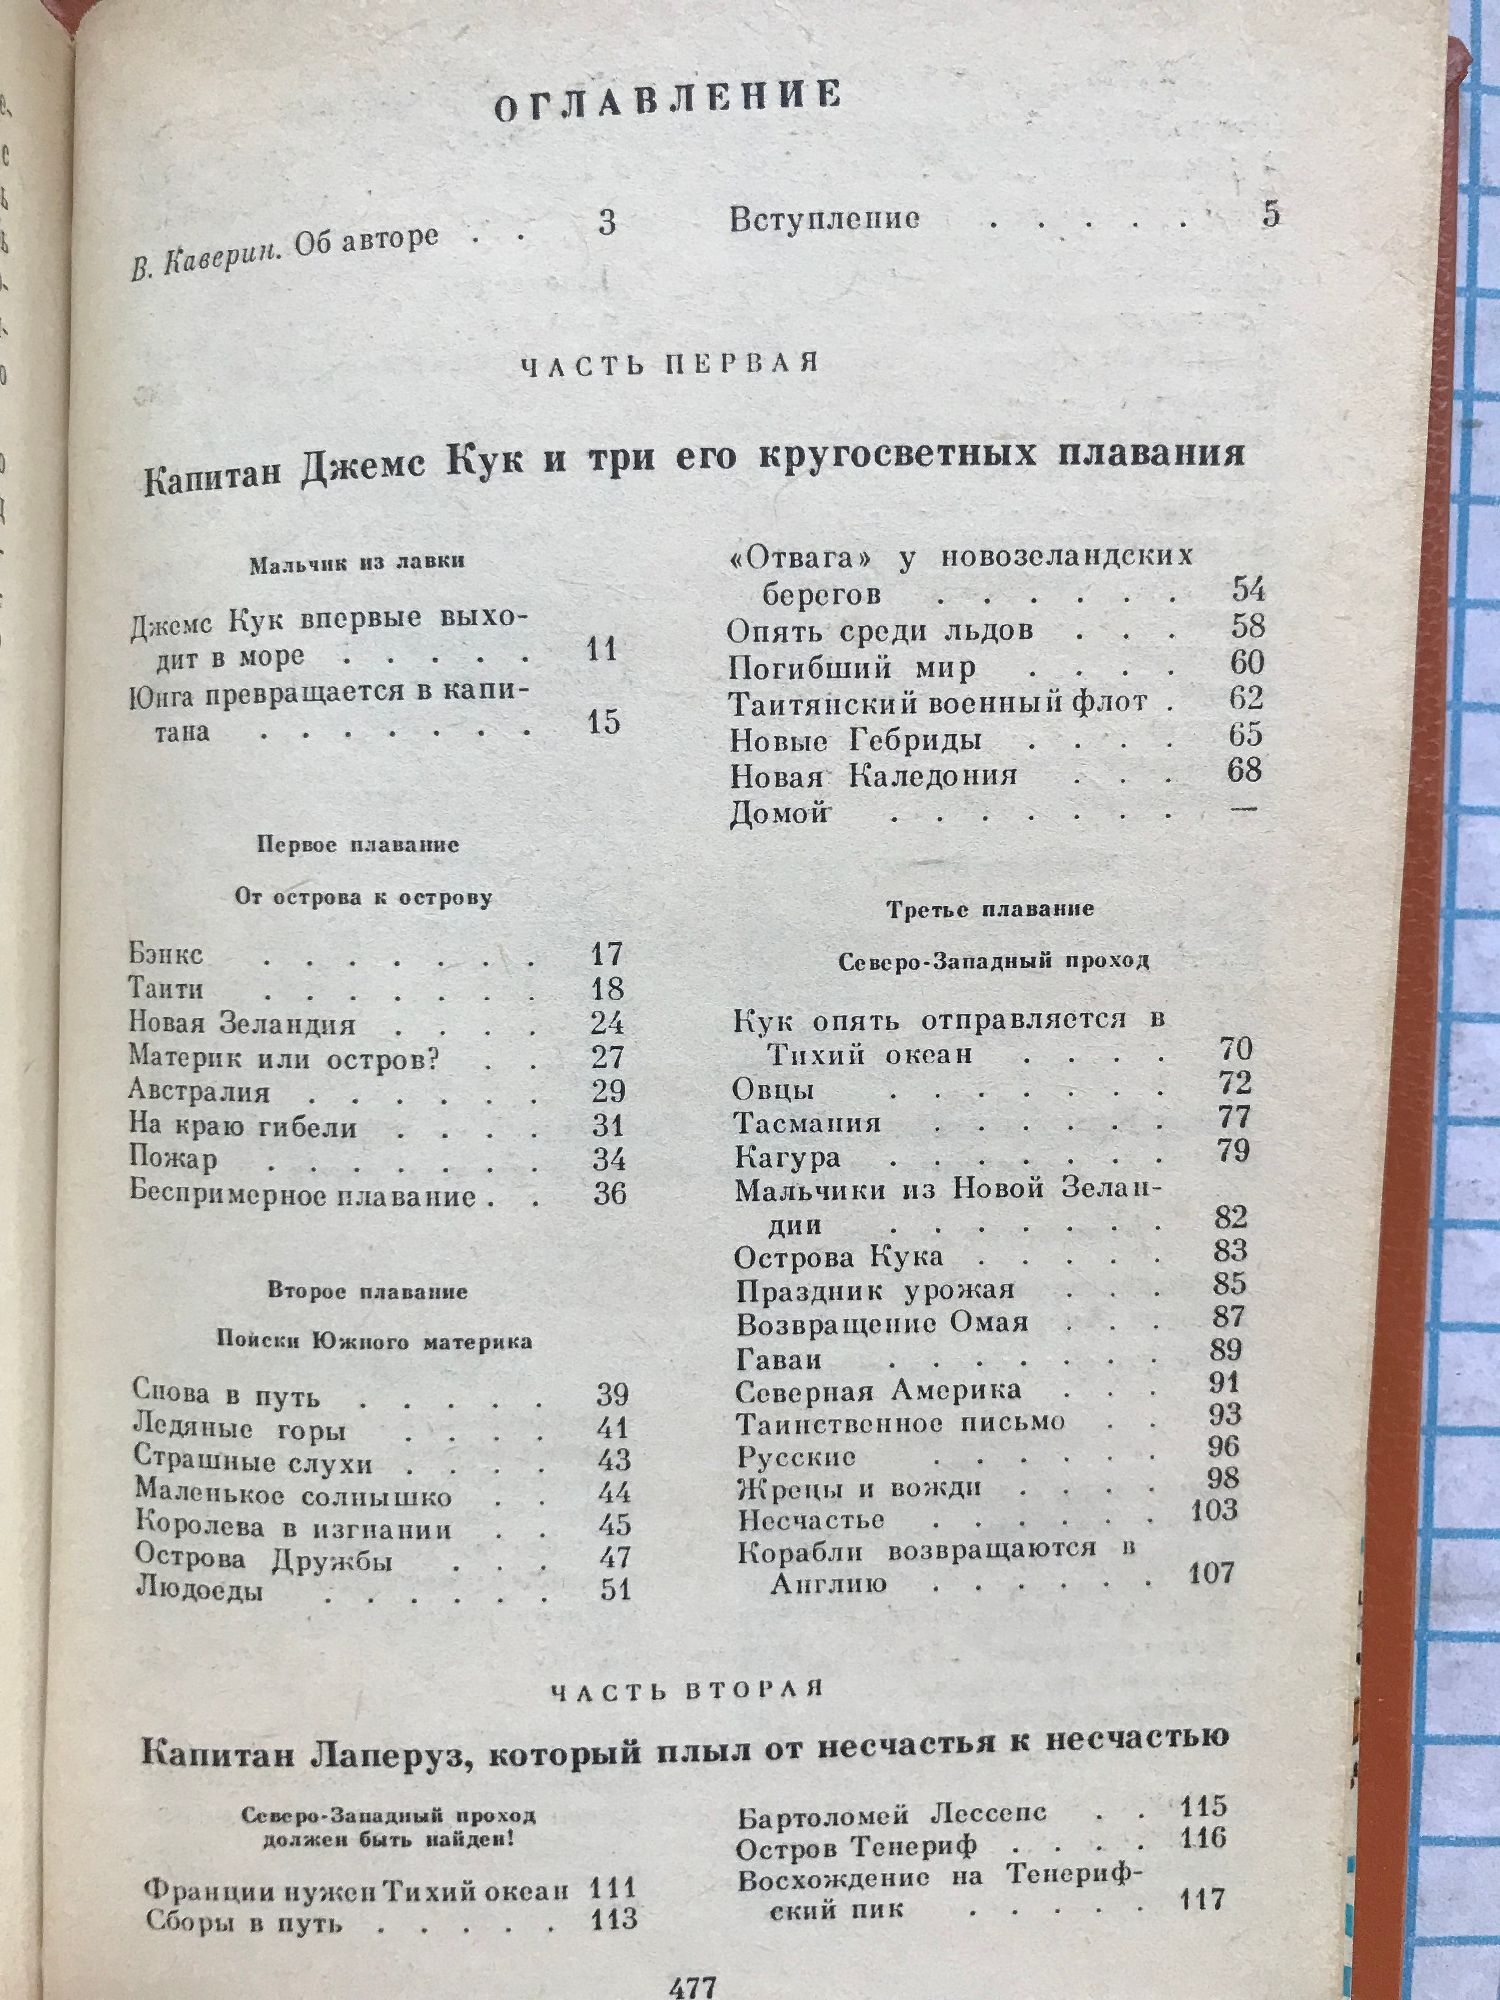 ОГЛАВЛЕНИЕ
В. Каверин. Об авторе . . 3
Вступление . . . . . 5
ЧАСТЬ ПЕРВАЯ
Капитан Джемс Кук и три его кругосветных плавания
Мальчик из лавки
Джемс Кук впервые выхо-
дит в море . . . . . 11
Юнга превращается в капи-
тана . . . . . . . 15
Первое плавание
От острова к острову
Бэнкс . . . . . . . 17
Таити . . . . . . . 18
Новая Зеландия . . . . 24
Материк или остров? . . 27
Австралия . . . . . . 29
На краю гибели . . . . 31
Пожар . . . . . . . 34
Беспримерное плавание . . 36
Второе плавание
Поиски Южного материка
Снова в путь . . . . . 39
Ледяные горы . . . . 41
Страшные слухи . . . . 43
Маленькое солнышко . . 44
Королева в изгнании . . 45
Острова Дружбы . . . 47
Людоеды . . . . . . 51
«Отвага» у новозеландских
берегов . . . . . . 54
Опять среди льдов . . . 58
Погибший мир . . . . 60
Таитянский военный флот . 62
Новые Гебриды . . . . 65
Новая Каледония . . . 68
Домой . . . . . . . —
Третье плавание
Северо-Западный проход
Кук опять отправляется в
Тихий океан . . . . 70
Овцы . . . . . . . 72
Тасмания . . . . . . 77
Кагура . . . . . . . 79
Мальчики из Новой Зелан-
дии . . . . . . . 82
Острова Кука . . . . . 83
Праздник урожая . . . 85
Возвращение Омая . . . 87
Гаваи . . . . . . . 89
Северная Америка . . . 91
Таинственное письмо . . 93
Русские . . . . . . 96
Жрецы и вожди . . . . 98
Несчастье . . . . . . 103
Корабли возвращаются в
Англию . . . . . . 107
ЧАСТЬ ВТОРАЯ
Капитан Лаперуз, который плыл от несчастья к несчастью
Северо-Западный проход
должен быть найден!
Франции нужен Тихий океан 111
Сборы в путь . . . . . 113
Бартоломей Лессепс . . 115
Остров Тенериф . . . . 116
Восхождение на Тенериф-
ский пик . . . . . 117
477